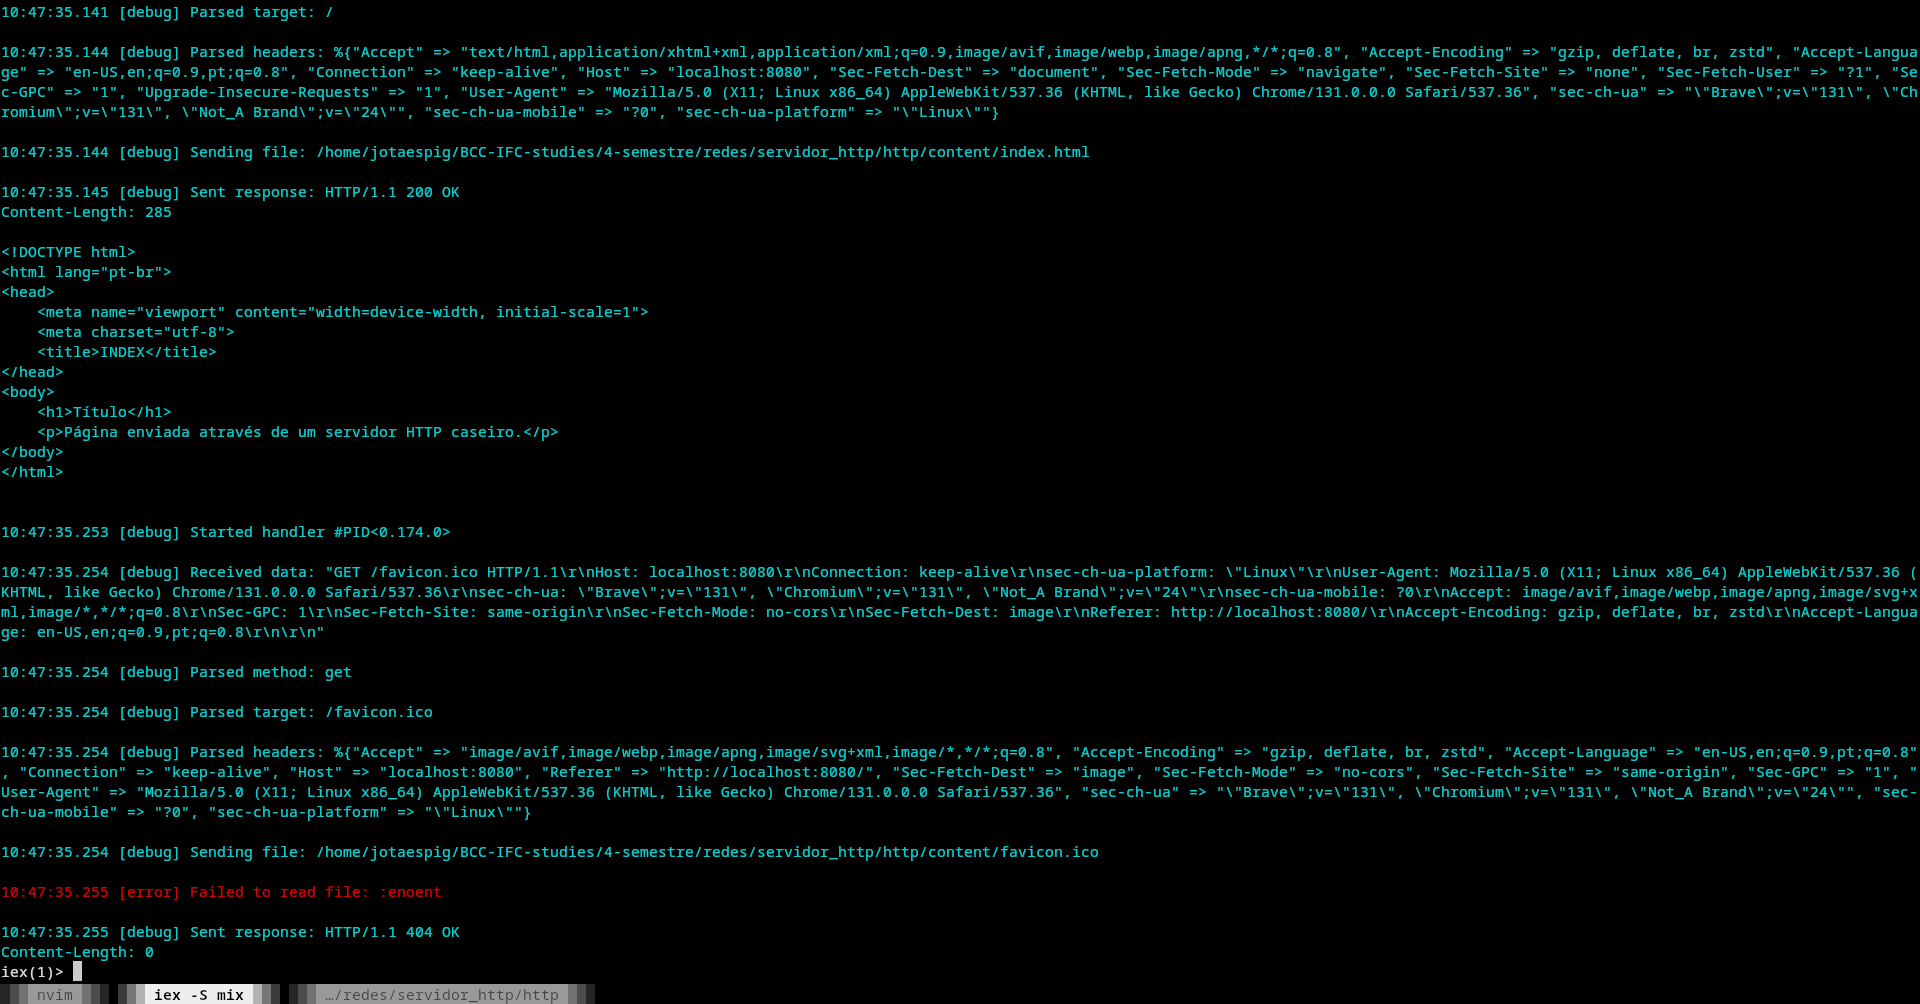 10:47:35.141 [debug] Parsed target: /
10:47:35.144 [debug] Parsed headers: %{"Accept" => "text/html,application/xhtml+xml,application/xml;q=0.9,image/avif,image/webp,image/apng,*/*;q=0.8", "Accept-Encoding" => "gzip, deflate, br, zstd", "Accept-Langua
ge" => "en-US,en;q=0.9,pt;q=0.8", "Connection" => "keep-alive", "Host" => "localhost:8080", "Sec-Fetch-Dest" => "document", "Sec-Fetch-Mode" => "navigate", "Sec-Fetch-Site" => "none", "Sec-Fetch-User" => "?1", "Se
c-GPC" => "1", "Upgrade-Insecure-Requests" => "1", "User-Agent" => "Mozilla/5.0 (X11; Linux x86_64) AppleWebKit/537.36 (KHTML, like Gecko) Chrome/131.0.0.0 Safari/537.36", "sec-ch-ua" => "\"Brave\";v=\"131\", \"Ch
romium\";v=\"131\", \"Not_A Brand\";v=\"24\"", "sec-ch-ua-mobile" => "?0", "sec-ch-ua-platform" => "\"Linux\""}
10:47:35.144 [debug] Sending file: /home/jotaespig/BCC-IFC-studies/4-semestre/redes/servidor_http/http/content/index.html
10:47:35.145 [debug] Sent response: HTTP/1.1 200 OK
Content-Length: 285
<!DOCTYPE html>
<html lang="pt-br">
<head>
    <meta name="viewport" content="width=device-width, initial-scale=1">
    <meta charset="utf-8">
    <title>INDEX</title>
</head>
<body>
    <h1>Título</h1>
    <p>Página enviada através de um servidor HTTP caseiro.</p>
</body>
</html>
10:47:35.253 [debug] Started handler #PID<0.174.0>
10:47:35.254 [debug] Received data: "GET /favicon.ico HTTP/1.1\r\nHost: localhost:8080\r\nConnection: keep-alive\r\nsec-ch-ua-platform: \"Linux\"\r\nUser-Agent: Mozilla/5.0 (X11; Linux x86_64) AppleWebKit/537.36 (
KHTML, like Gecko) Chrome/131.0.0.0 Safari/537.36\r\nsec-ch-ua: \"Brave\";v=\"131\", \"Chromium\";v=\"131\", \"Not_A Brand\";v=\"24\"\r\nsec-ch-ua-mobile: ?0\r\nAccept: image/avif,image/webp,image/apng,image/svg+x
ml,image/*,*/*;q=0.8\r\nSec-GPC: 1\r\nSec-Fetch-Site: same-origin\r\nSec-Fetch-Mode: no-cors\r\nSec-Fetch-Dest: image\r\nReferer: http://localhost:8080/\r\nAccept-Encoding: gzip, deflate, br, zstd\r\nAccept-Langua
ge: en-US,en;q=0.9,pt;q=0.8\r\n\r\n"
10:47:35.254 [debug] Parsed method: get
10:47:35.254 [debug] Parsed target: /favicon.ico
10:47:35.254 [debug] Parsed headers: %{"Accept" => "image/avif,image/webp,image/apng,image/svg+xml,image/*,*/*;q=0.8", "Accept-Encoding" => "gzip, deflate, br, zstd", "Accept-Language" => "en-US,en;q=0.9,pt;q=0.8"
, "Connection" => "keep-alive", "Host" => "localhost:8080", "Referer" => "http://localhost:8080/", "Sec-Fetch-Dest" => "image", "Sec-Fetch-Mode" => "no-cors", "Sec-Fetch-Site" => "same-origin", "Sec-GPC" => "1", "
User-Agent" => "Mozilla/5.0 (X11; Linux x86_64) AppleWebKit/537.36 (KHTML, like Gecko) Chrome/131.0.0.0 Safari/537.36", "sec-ch-ua" => "\"Brave\";v=\"131\", \"Chromium\";v=\"131\", \"Not_A Brand\";v=\"24\"", "sec-
ch-ua-mobile" => "?0", "sec-ch-ua-platform" => "\"Linux\""}
10:47:35.254 [debug] Sending file: /home/jotaespig/BCC-IFC-studies/4-semestre/redes/servidor_http/http/content/favicon.ico
10:47:35.255 [error] Failed to read file: :enoent
10:47:35.255 [debug] Sent response: HTTP/1.1 404 OK
Content-Length: 0
iex(1)>
nvim iex -S mix …/redes/servidor_http/http